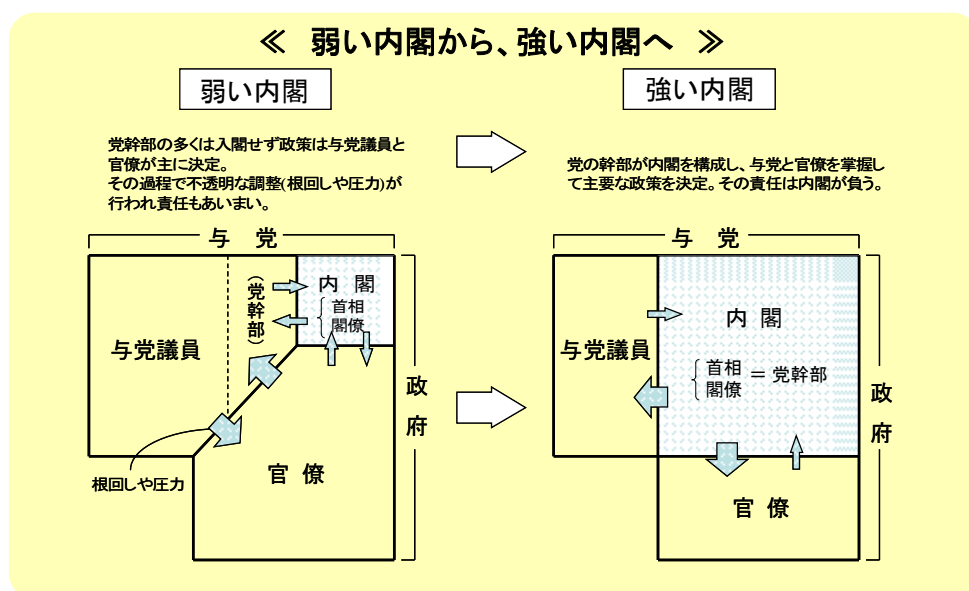 ≪ 弱い内閣から、強い内閣へ ≫
弱い内閣
党幹部の多くは入閣せず政策は与党議員と
官僚が主に決定。
その過程で不透明な調整(根回しや圧力)が
行われ責任もあいまい。
与 党
(党幹部)
内 閣
首相
閣僚
与党議員
政府
官 僚
根回しや圧力
強い内閣
党の幹部が内閣を構成し、与党と官僚を掌握し
て主要な政策を決定。その責任は内閣が負う。
与 党
内 閣
与党議員
首相
閣僚
＝ 党幹部
政府
官 僚